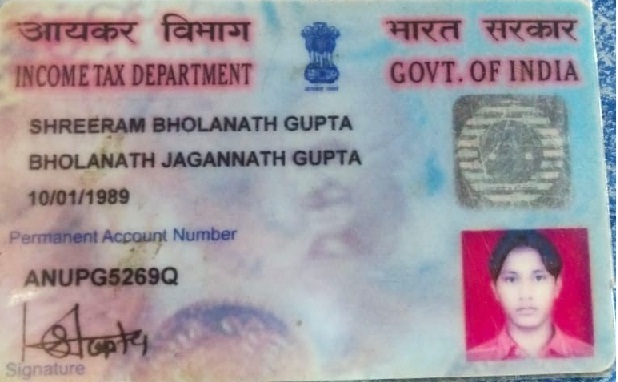 आयकर विभाग
INCOME TAX DEPARTMENT
भारत सरकार
GOVT. OF INDIA
SHREERAM BHOLANATH GUPTA
BHOLANATH JAGANNATH GUPTA
10/01/1989
Permanent Account Number
ANUPG5269Q
Signature